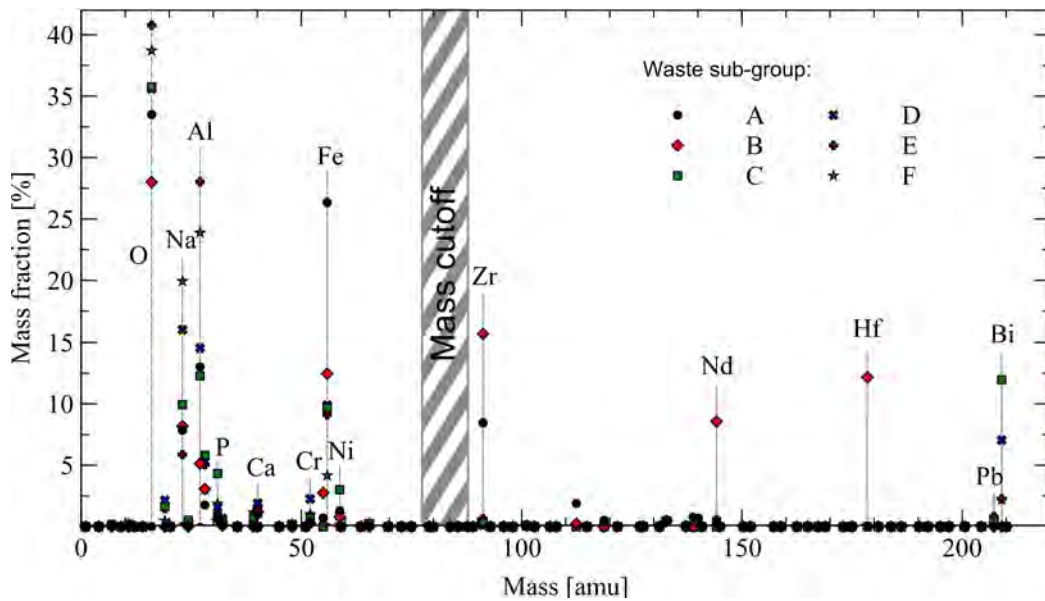 Mass fraction [%]
40
35
30
25
20
15
10
5
0 50 100 150 200
Mass [amu]
Waste sub-group:
A D
B E
C F
Mass cutoff
O
Na
Al
P
Ca
Cr
Fe
Ni
Zr
Nd
Hf
Pb
Bi